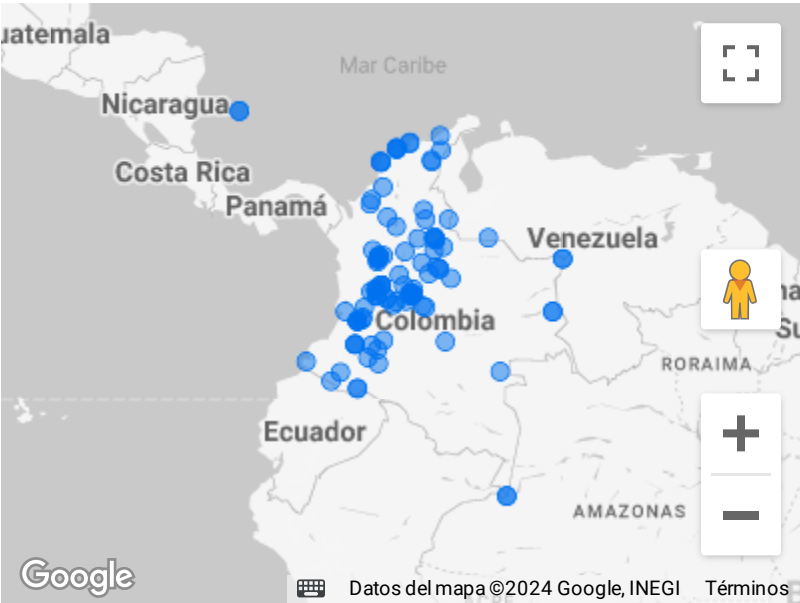 uatemala
Mar Caribe
Nicaragua
Costa Rica
Panamá
Venezuela
Colombia
Su
RORAIMA
Ecuador
AMAZONAS
Google
Datos del mapa ©2024 Google, INEGI
Términos